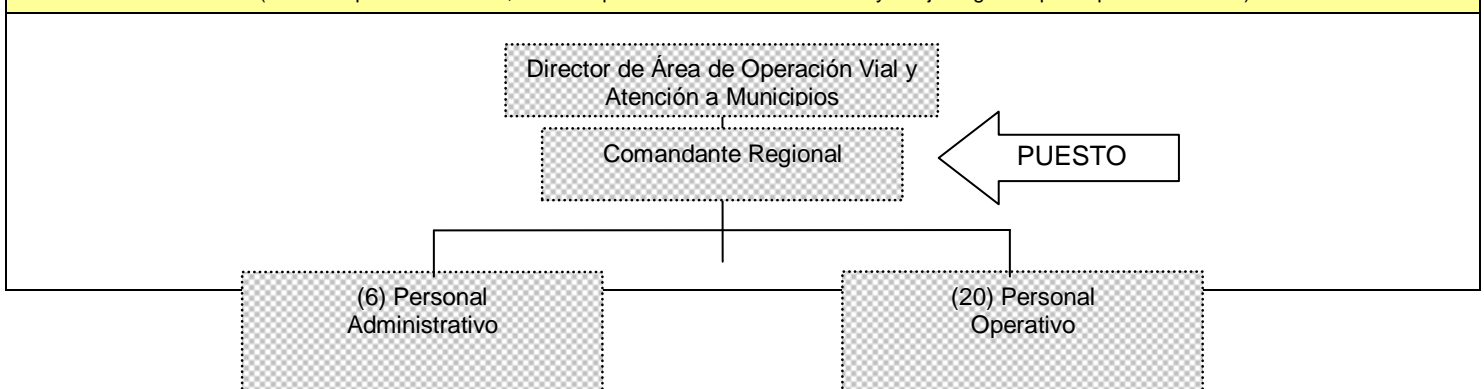 Director de Área de Operación Vial y
Atención a Municipios
Comandante Regional
PUESTO
(6) Personal
Administrativo
(20) Personal
Operativo